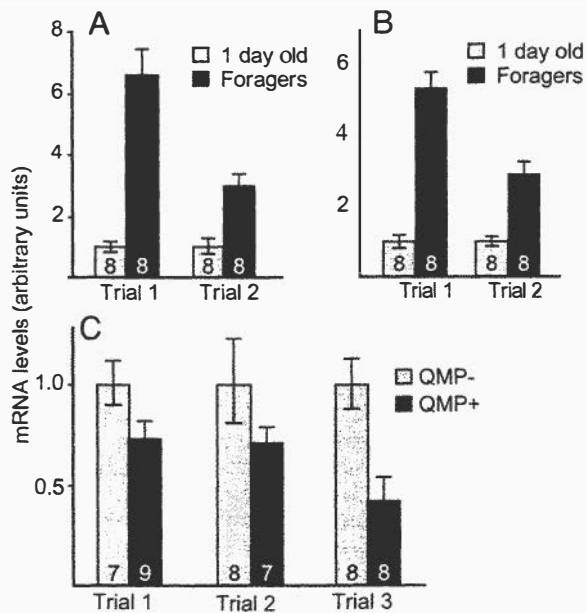 A
1 day old
Foragers
8
6
4
2
8 8 8 8
Trial 1 Trial 2
B
1 day old
Foragers
6
4
2
8 8 8 8
Trial 1 Trial 2
mRNA levels (arbitrary units)
C
QMP-
QMP+
1.0
0.5
7 9 8 7 8 8
Trial 1 Trial 2 Trial 3